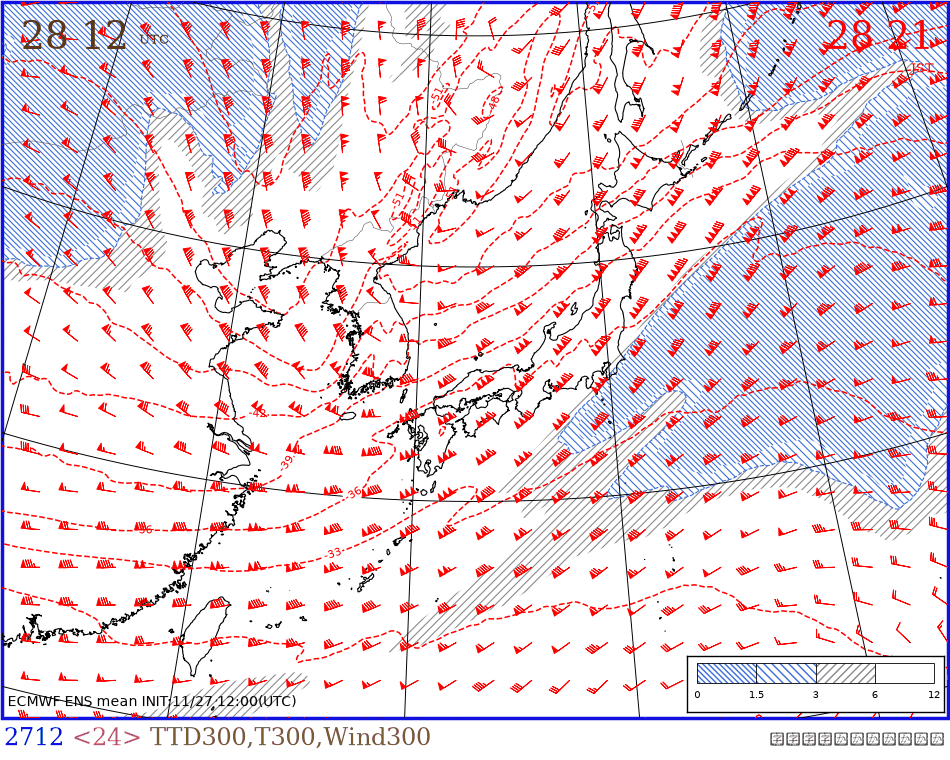 28 12 UTC
28 21 JST
-51
-48
-51
-42
-39
-36
-36
-33
ECMWF ENS mean INIT:11/27 12:00(UTC)
0 1.5 3 6 12
2712 <24> TTD300,T300,Wind300